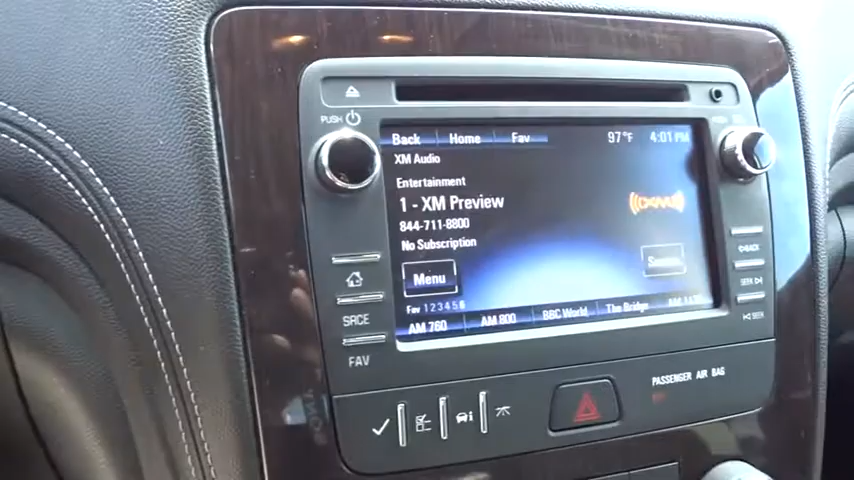 PUSH
Back Home Fav 97°F 4:01 PM
XM Audio
Entertainment
1 - XM Preview
844-711-8800
No Subscription
((XM))
Menu
Fav 1 2 3 4 5 6
AM 760 AM 800 BBC World The Bridge
BACK
SRCE
SEEK
SEEK
FAV
PASSENGER AIR BAG